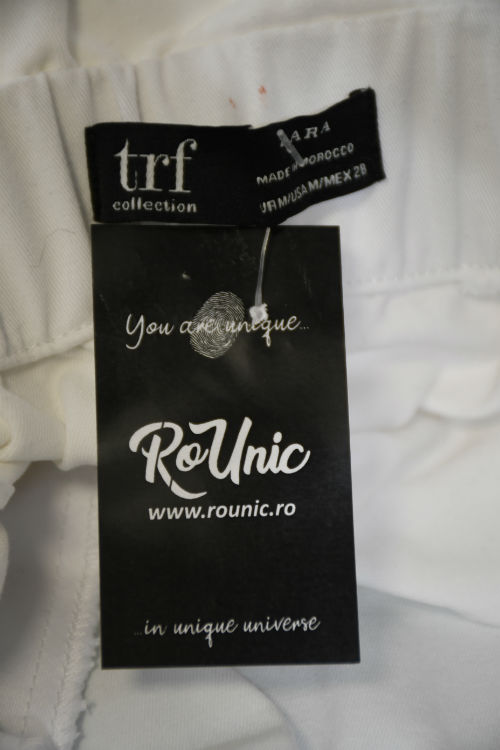 trf
collection
ZARA
MADE IN MOROCCO
EUR M/USA M/MEX 28
You are unique...
RoUnic
www.rounic.ro
...in unique universe